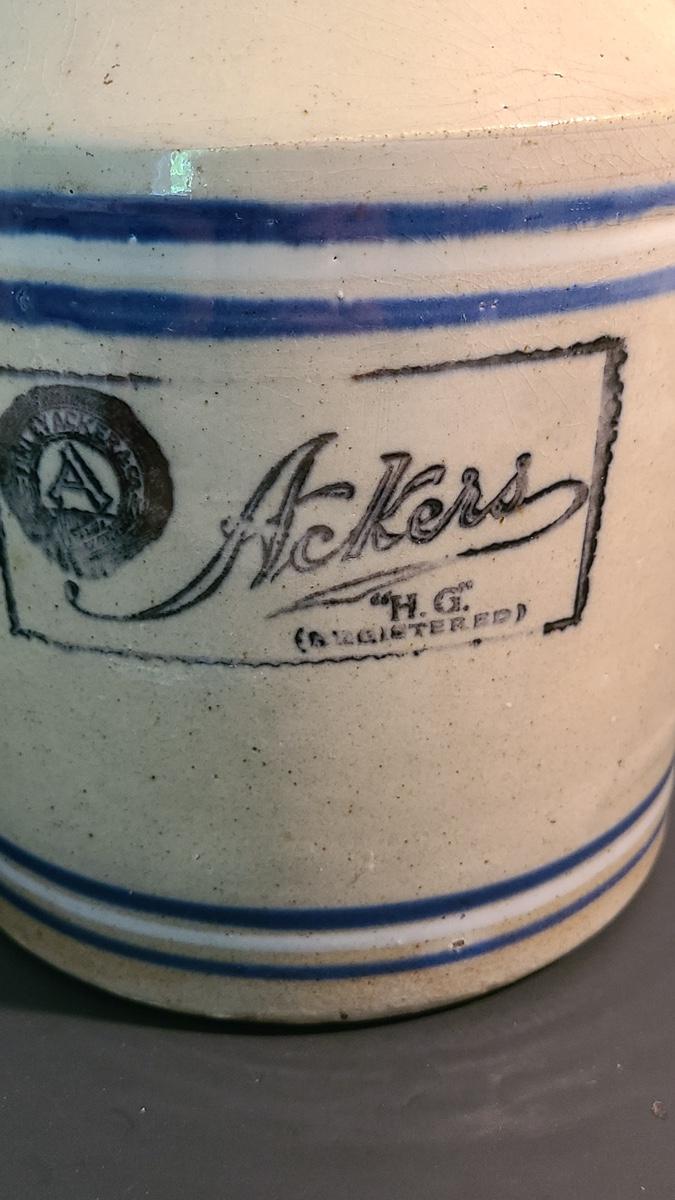 A
Ackers
"H. G."
(REGISTERED)